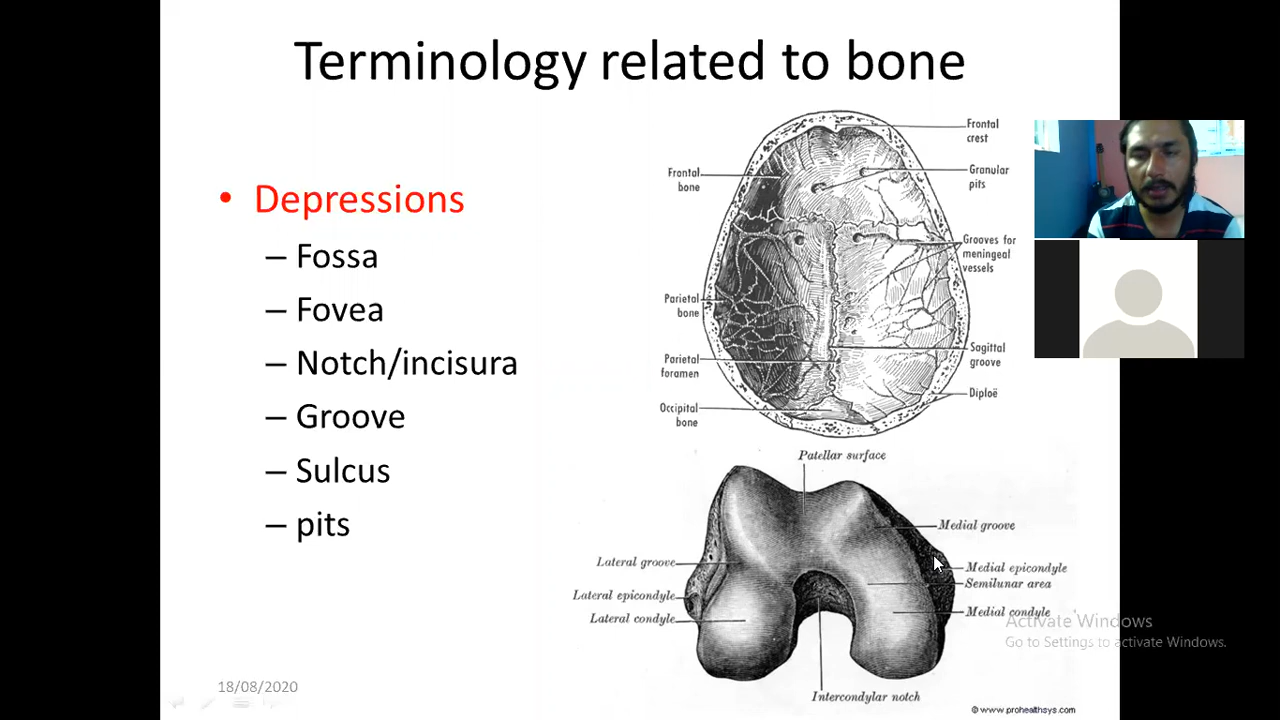 Terminology related to bone
• Depressions
– Fossa
– Fovea
– Notch/incisura
– Groove
– Sulcus
– pits
Frontal
crest
Frontal
bone
Granular
pits
Grooves for
meningeal
vessels
Parietal
bone
Sagittal
groove
Parietal
foramen
Diploë
Occipital
bone
Patellar surface
Medial groove
Lateral groove
Medial epicondyle
Semilunar area
Lateral epicondyle
Medial condyle
Lateral condyle
Activate Windows
Go to Settings to activate Windows.
18/08/2020
Intercondylar notch
© www.prohealthsys.com